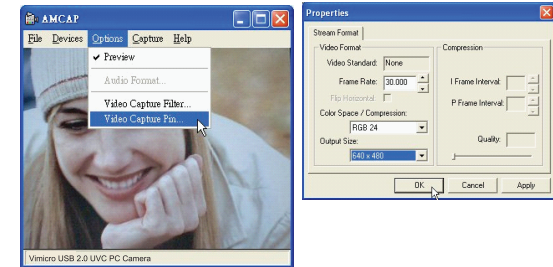 AMCAP
File Devices Options Capture Help
Preview
Audio Format...
Video Capture Filter...
Video Capture Pin...
Vimicro USB 2.0 UVC PC Camera
Properties
Stream Format
Video Format
Video Standard: None
Frame Rate: 30.000
Flip Horizontal:
Color Space / Compression:
RGB 24
Output Size:
640 x 480
Compression
I Frame Interval:
P Frame Interval:
Quality:
OK Cancel Apply